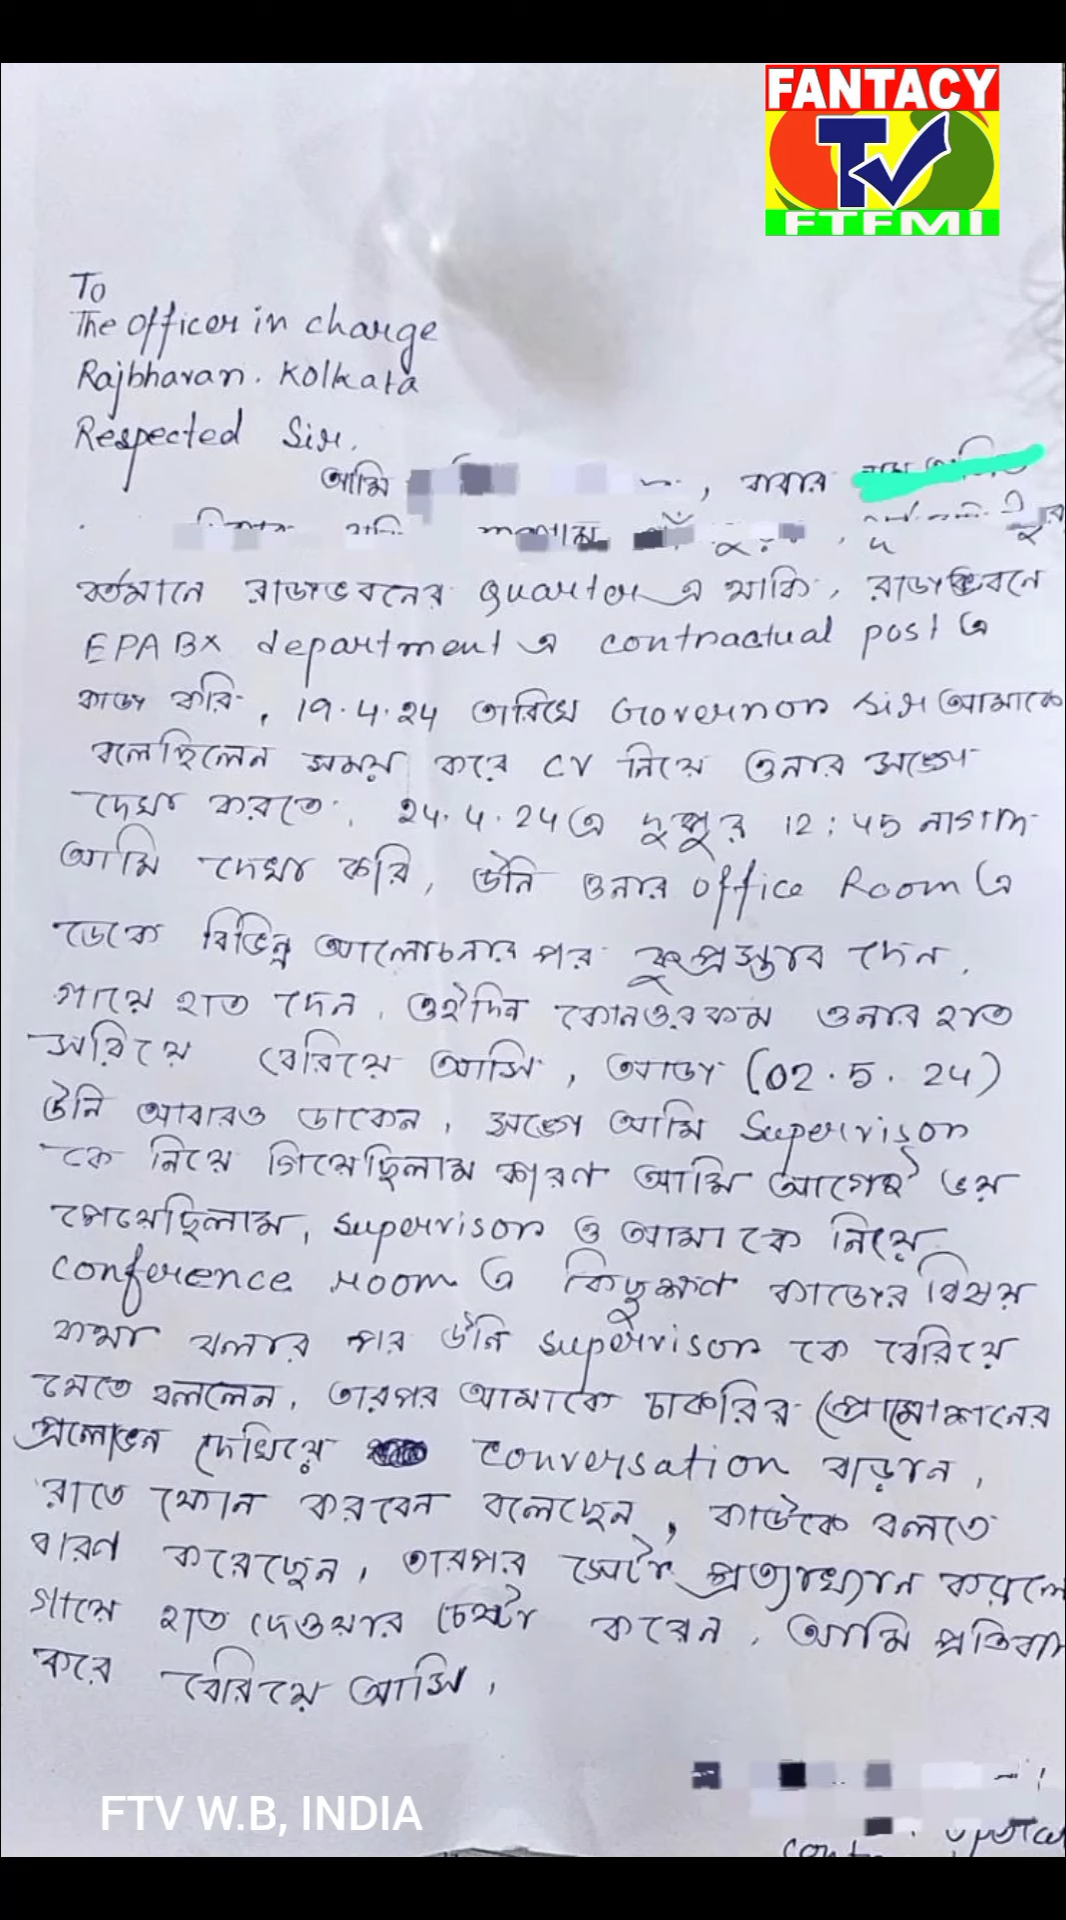 FANTACY
TV
FTFMI
To
The Officer in charge
Rajbhavan. Kolkata
Respected Sir.
আমি , বাবার
বর্তমানে রাজভবনের Quarter এ থাকি, রাজভবনে
EPABX department এ contractual post এ
কাজ করি, 19.4.24 তারিখে Governor sir আমাকে
বলেছিলেন সময় করে CV নিয়ে ওনার সঙ্গে
দেখা করতে. 24.4.24 এ দুপুর 12:45 নাগাদ
আমি দেখা করি, উনি ওনার office Room এ
ডেকে বিভিন্ন আলোচনার পর কুপ্রস্তাব দেন,
গায়ে হাত দেন, ওইদিন কোনওরকম ওনার হাত
সরিয়ে বেরিয়ে আসি, আজ (02.5.24)
উনি আবারও ডাকেন, সঙ্গে আমি Supervisor
কে নিয়ে গিয়েছিলাম কারণ আমি আগেই ভয়
পেয়েছিলাম, supervisor ও আমাকে নিয়ে
conference room এ কিছুক্ষণ কাজের বিষয়
কথা বলার পর উনি supervisor কে বেরিয়ে
যেতে বললেন, তারপর আমাকে চাকরির প্রোমোশানের
প্রলোভন দেখিয়ে conversation বাড়ান,
রাতে ফোন করবেন বলেছেন, কাউকে বলতে
বারণ করেছেন, তারপর সেটা প্রত্যাখ্যান করলে
গায়ে হাত দেওয়ার চেষ্টা করেন, আমি প্রতিবাদ
করে বেরিয়ে আসি,
FTV W.B, INDIA